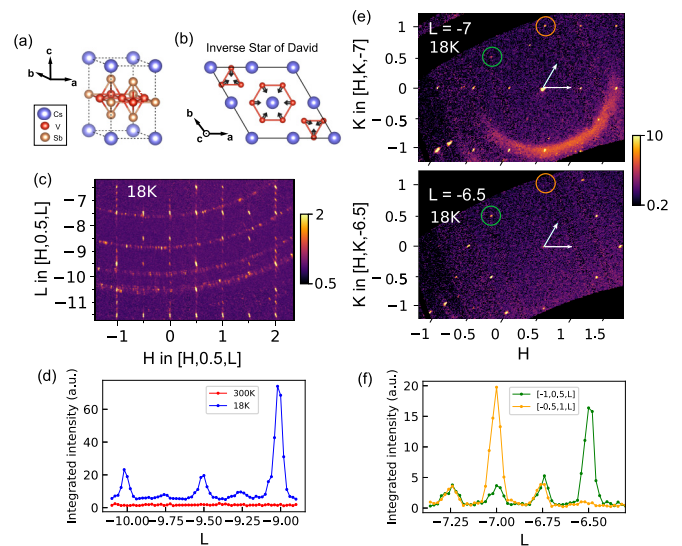 (a)
c
b
a
Cs
V
Sb
(b)
Inverse Star of David
b
c
a
(c)
18K
L in [H,0.5,L]
−7
−8
−9
−10
−11
−1
0
1
2
H in [H,0.5,L]
2
0.5
(d)
Integrated intensity (a.u.)
60
40
20
0
300K
18K
−10.00
−9.75
−9.50
−9.25
−9.00
L
(e)
K in [H,K,-7]
1
0.5
0
−0.5
−1
L = -7
18K
K in [H,K,-6.5]
1
0.5
0
−0.5
−1
L = -6.5
18K
−1
−0.5
0
0.5
1
1.5
H
10
0.2
(f)
Integrated intensity (a.u.)
20
15
10
5
0
[-1,0.5,L]
[-0.5,1,L]
−7.25
−7.00
−6.75
−6.50
L